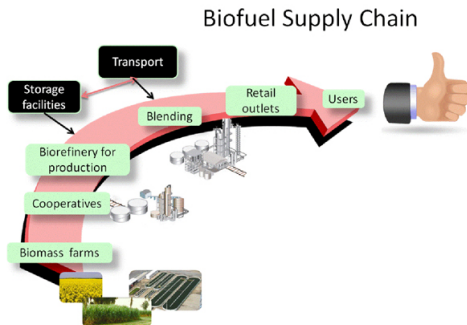 Biofuel Supply Chain
Transport
Storage
facilities
Retail
outlets
Users
Blending
Biorefinery for
production
Cooperatives
Biomass farms